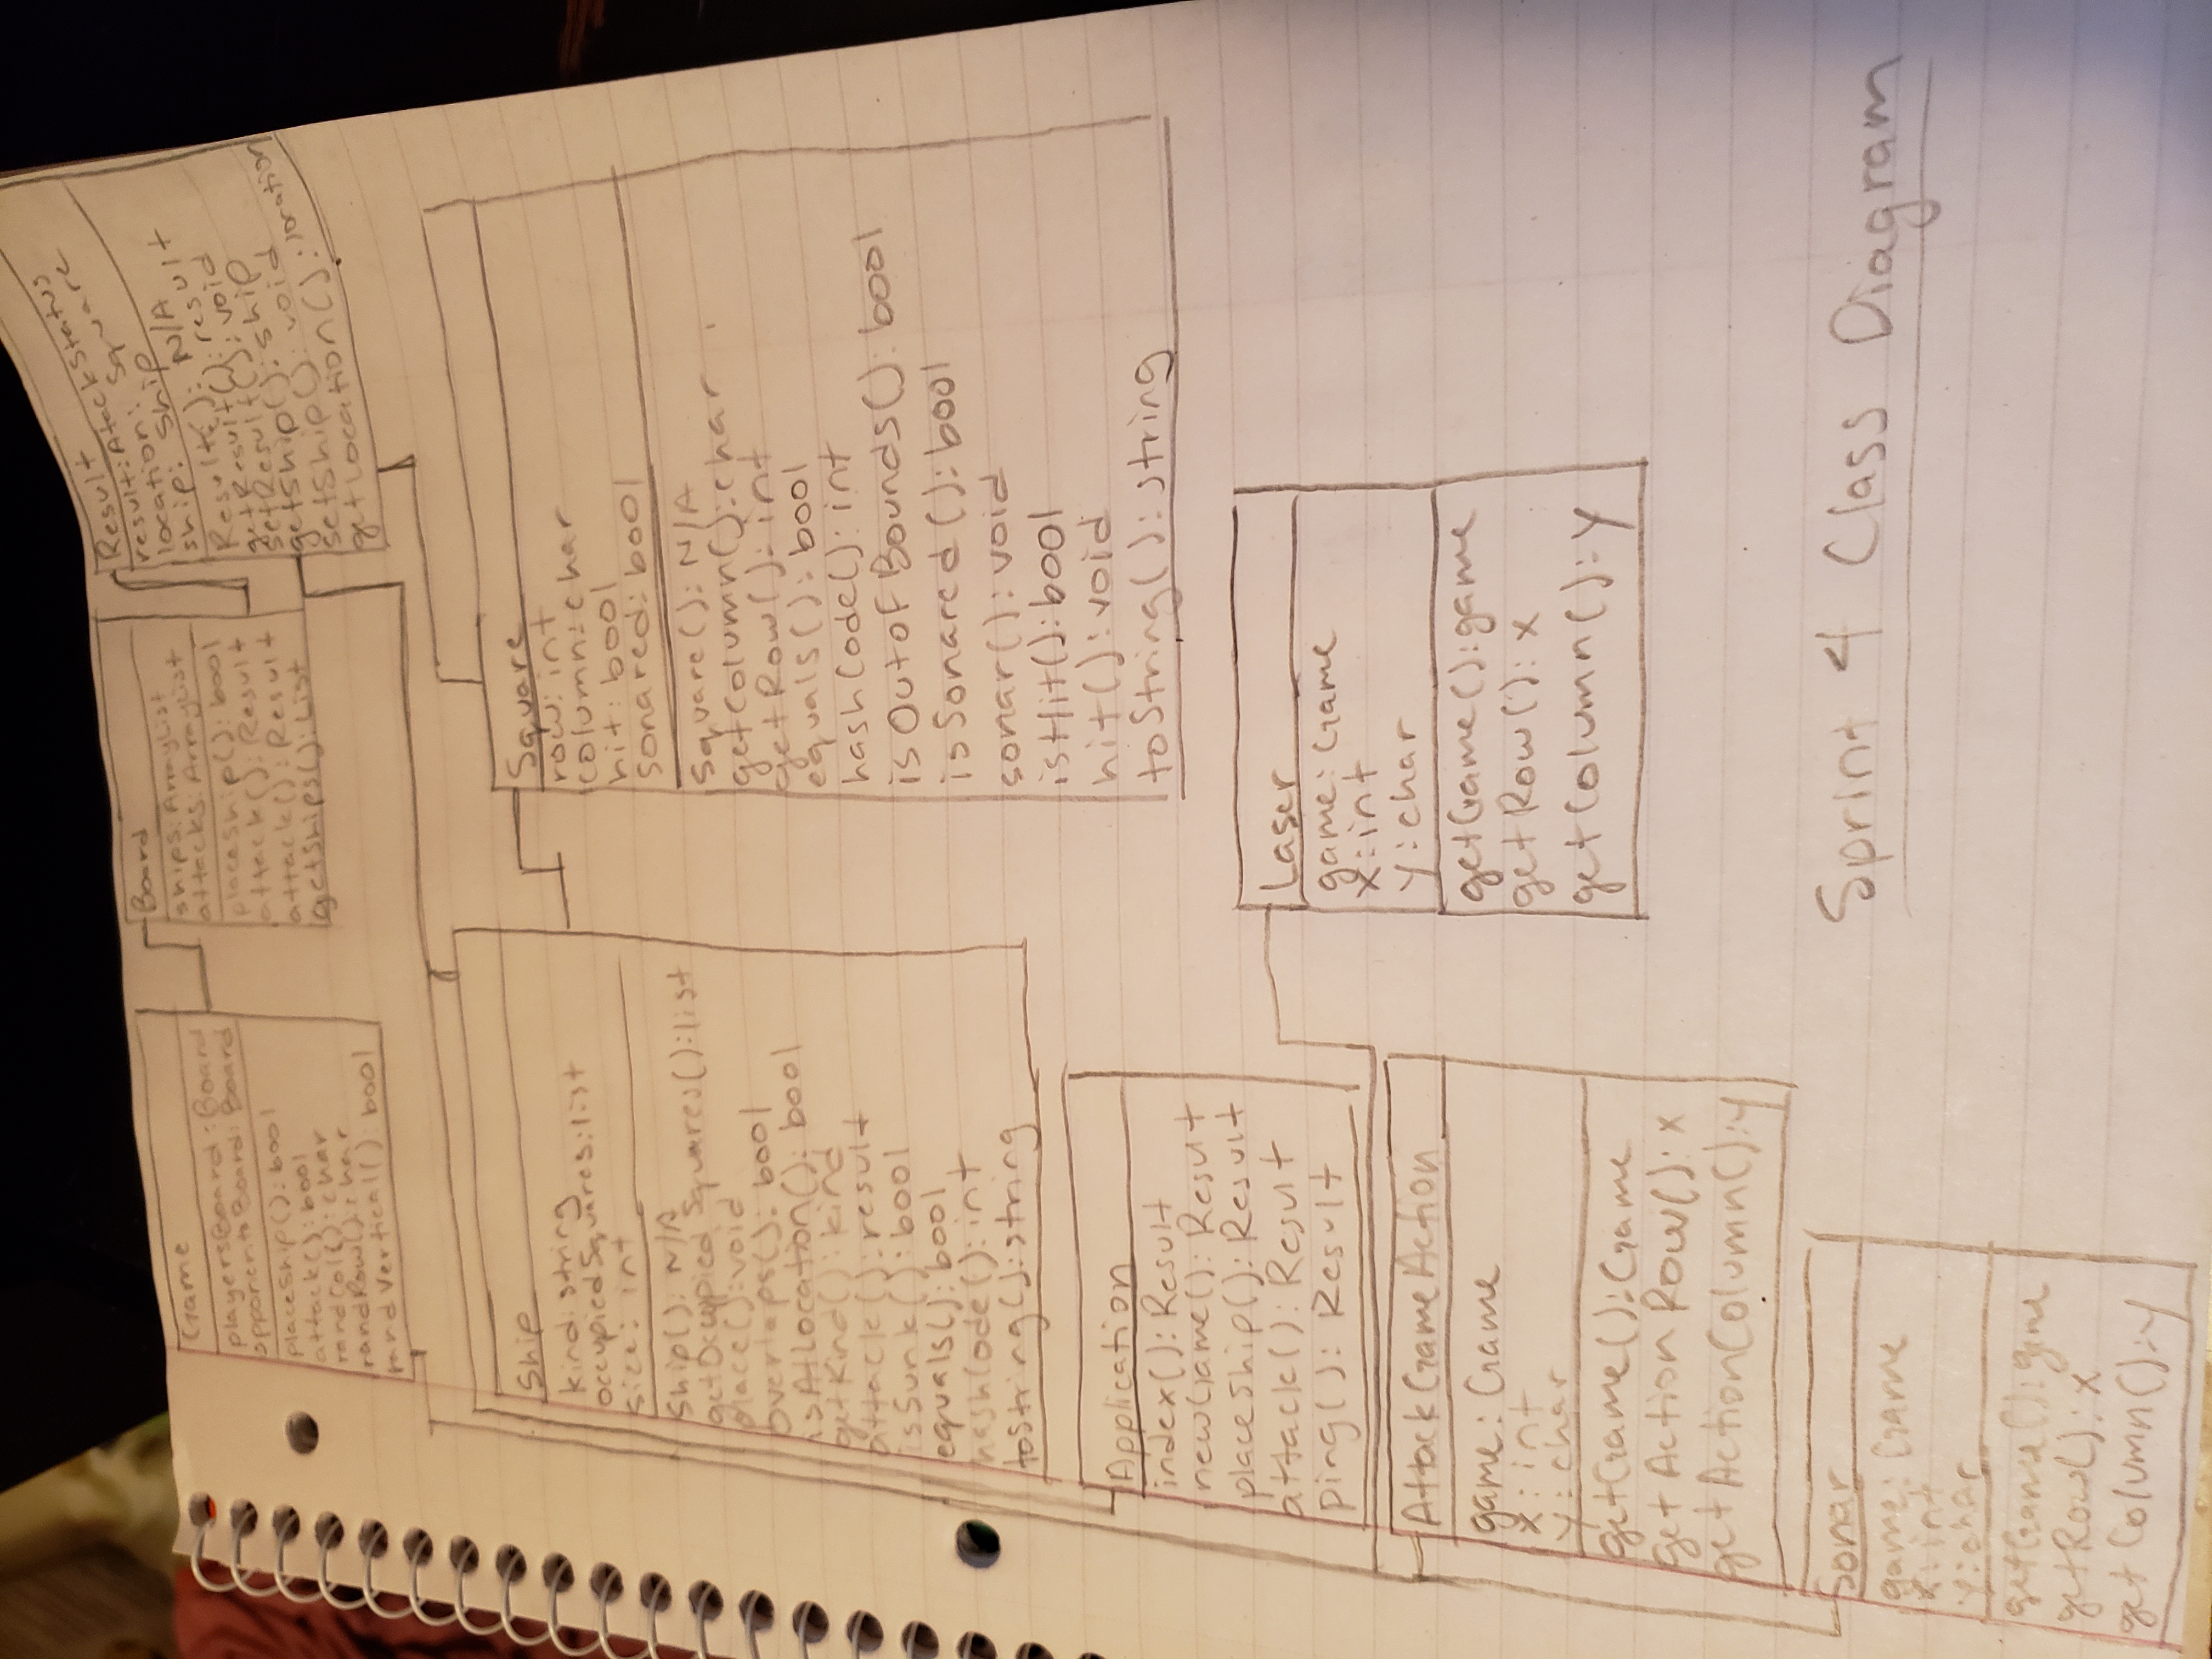 Game
playersBoard: Board
opponentsBoard: Board
placeShip(): bool
attack(): bool
randCol(): char
randRow(): char
randVertical(): bool
Board
ships: ArrayList
attacks: ArrayList
placeShip(): bool
attack(): Result
attack(): Result
getShips(): List
Result
result: AtackStatus
location: Square
ship: Ship
Result(): N/A
getResult(): result
setResult(): void
getShip(): ship
setShip(): void
getLocation(): location
Ship
kind: string
occupiedSquares: list
size: int
Ship(): N/A
getOccupiedSquares(): list
place(): void
overlaps(): bool
isAtLocation(): bool
getKind(): kind
attack(): result
isSunk(): bool
equals(): bool
hashCode(): int
toString(): string
Square
row: int
column: char
hit: bool
sonared: bool
Square(): N/A
getColumn(): char
getRow(): int
equals(): bool
hashCode(): int
isOutofBounds(): bool
isSonared(): bool
sonar(): void
isHit(): bool
hit(): void
toString(): string
Application
index(): Result
newGame(): Result
placeShip(): Result
attack(): Result
ping(): Result
Laser
game: Game
x: int
y: char
getGame(): game
getRow(): x
getColumn(): y
AttackGameAction
game: Game
x: int
y: char
getGame(): Game
getActionRow(): x
getActionColumn(): y
Sonar
game: Game
x: int
y: char
getGame(): game
getRow(): x
getColumn(): y
Sprint 4 Class Diagram